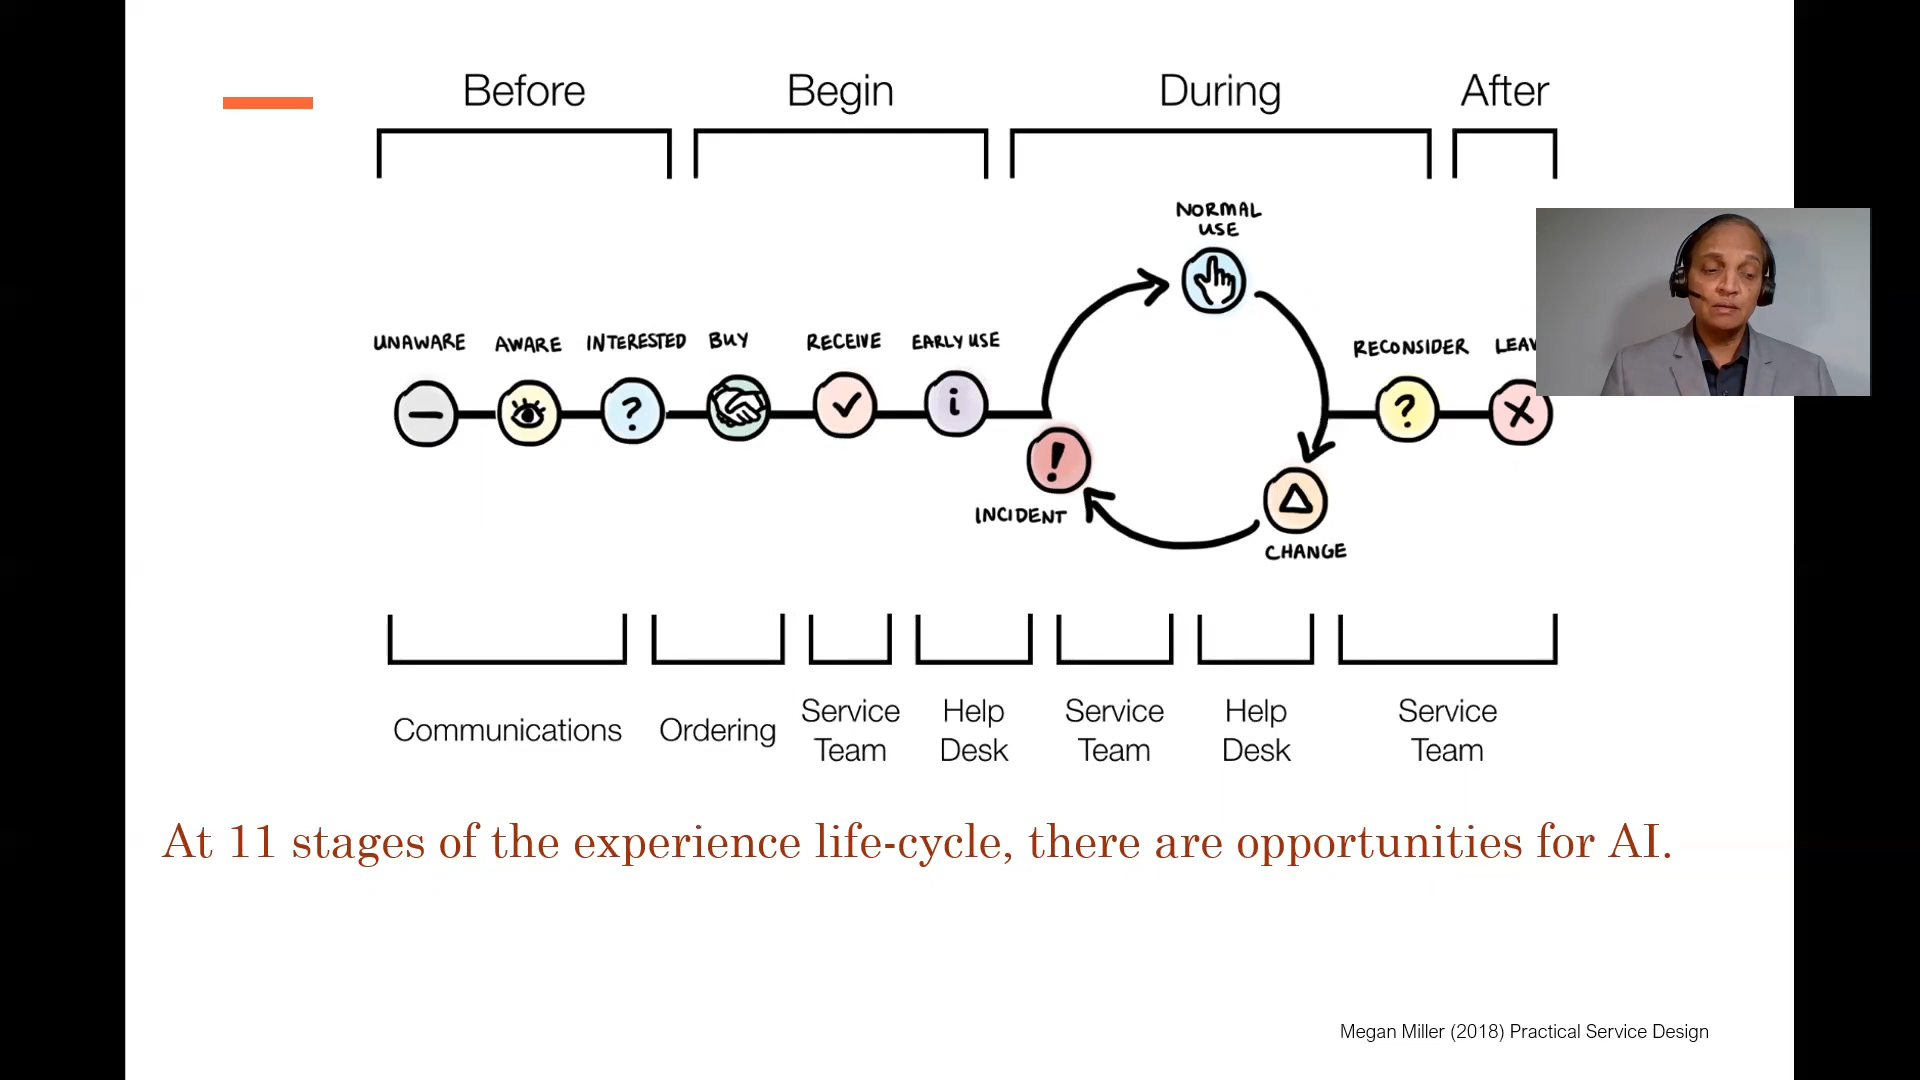 Before
Begin
During
After
NORMAL
USE
UNAWARE
AWARE
INTERESTED
BUY
RECEIVE
EARLY USE
RECONSIDER
INCIDENT
CHANGE
Communications
Ordering
Service
Team
Help
Desk
Service
Team
Help
Desk
Service
Team
At 11 stages of the experience life-cycle, there are opportunities for AI.
Megan Miller (2018) Practical Service Design